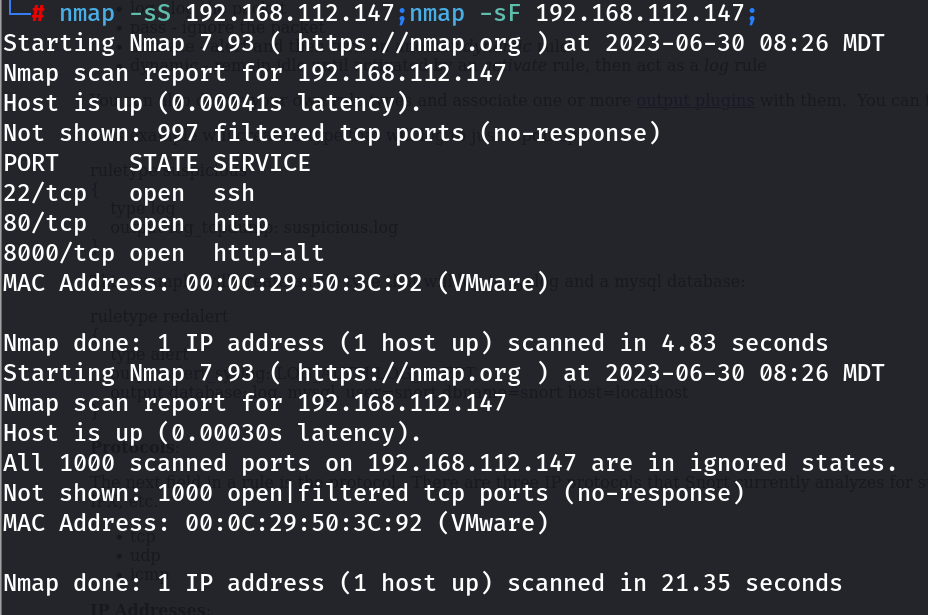 └─# nmap -sS 192.168.112.147;nmap -sF 192.168.112.147;
Starting Nmap 7.93 ( https://nmap.org ) at 2023-06-30 08:26 MDT
Nmap scan report for 192.168.112.147
Host is up (0.00041s latency).
Not shown: 997 filtered tcp ports (no-response)
PORT     STATE SERVICE
22/tcp   open  ssh
80/tcp   open  http
8000/tcp open  http-alt
MAC Address: 00:0C:29:50:3C:92 (VMware)
Nmap done: 1 IP address (1 host up) scanned in 4.83 seconds
Starting Nmap 7.93 ( https://nmap.org ) at 2023-06-30 08:26 MDT
Nmap scan report for 192.168.112.147
Host is up (0.00030s latency).
All 1000 scanned ports on 192.168.112.147 are in ignored states.
Not shown: 1000 open|filtered tcp ports (no-response)
MAC Address: 00:0C:29:50:3C:92 (VMware)
Nmap done: 1 IP address (1 host up) scanned in 21.35 seconds